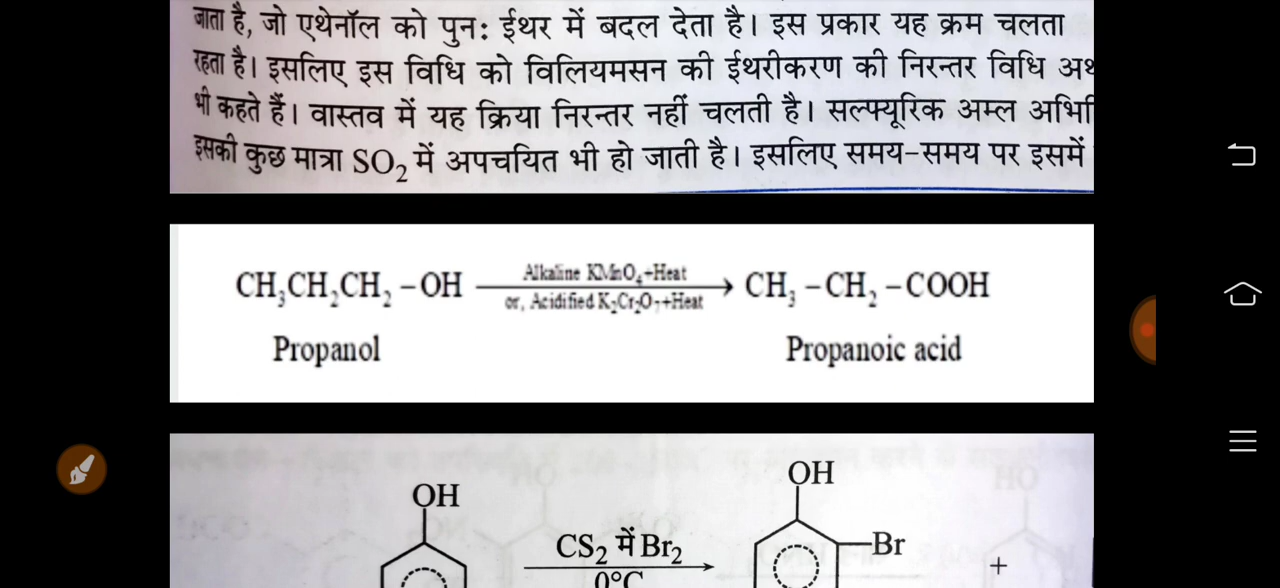 जाता है, जो एथेनॉल को पुन: ईथर में बदल देता है। इस प्रकार यह क्रम चलता
रहता है। इसलिए इस विधि को विलियमसन की ईथरीकरण की निरन्तर विधि
भी कहते हैं। वास्तव में यह क्रिया निरन्तर नहीं चलती है। सल्फ्यूरिक अम्ल
इसकी कुछ मात्रा SO₂ में अपचयित भी हो जाती है। इसलिए समय-समय पर इसमें
CH₃CH₂CH₂ – OH Alkaline KMnO₄+Heat CH₃ – CH₂ – COOH
or, Acidified K₂Cr₂O₇+Heat
Propanol Propanoic acid
OH OH
CS₂ में Br₂ Br +
0°C